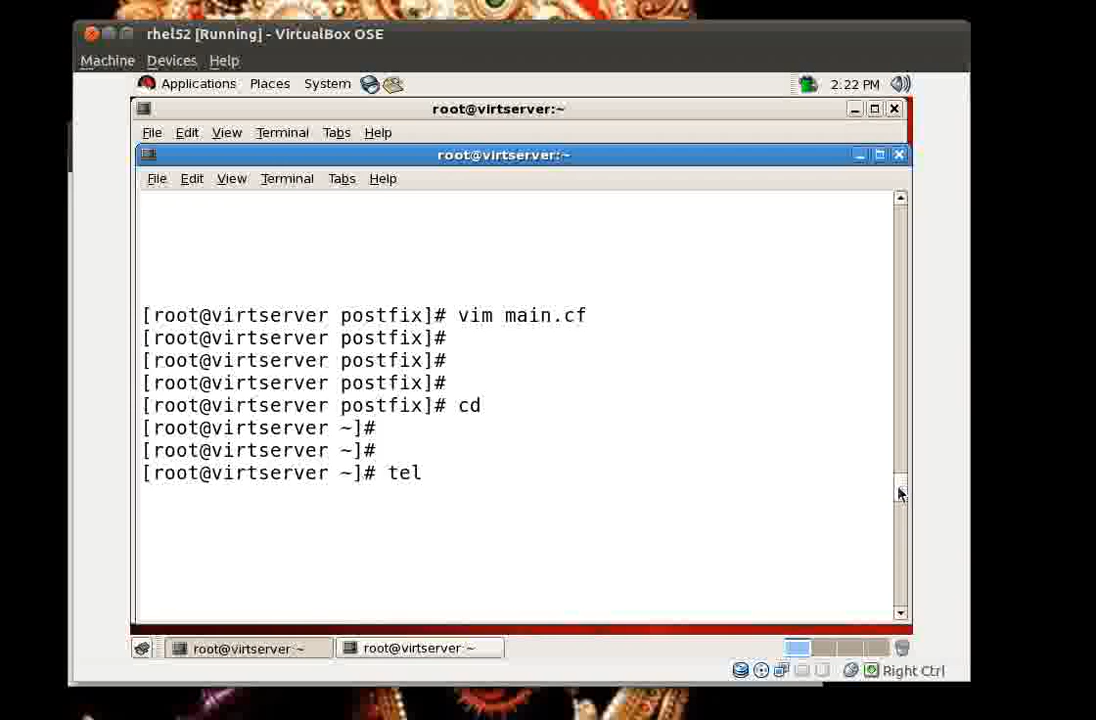 rhel52 [Running] - VirtualBox OSE
Machine Devices Help
Applications Places System 2:22 PM
root@virtserver:~
File Edit View Terminal Tabs Help
root@virtserver:~
File Edit View Terminal Tabs Help
[root@virtserver postfix]# vim main.cf
[root@virtserver postfix]#
[root@virtserver postfix]#
[root@virtserver postfix]#
[root@virtserver postfix]# cd
[root@virtserver ~]#
[root@virtserver ~]#
[root@virtserver ~]# tel
root@virtserver:~ root@virtserver:~
Right Ctrl